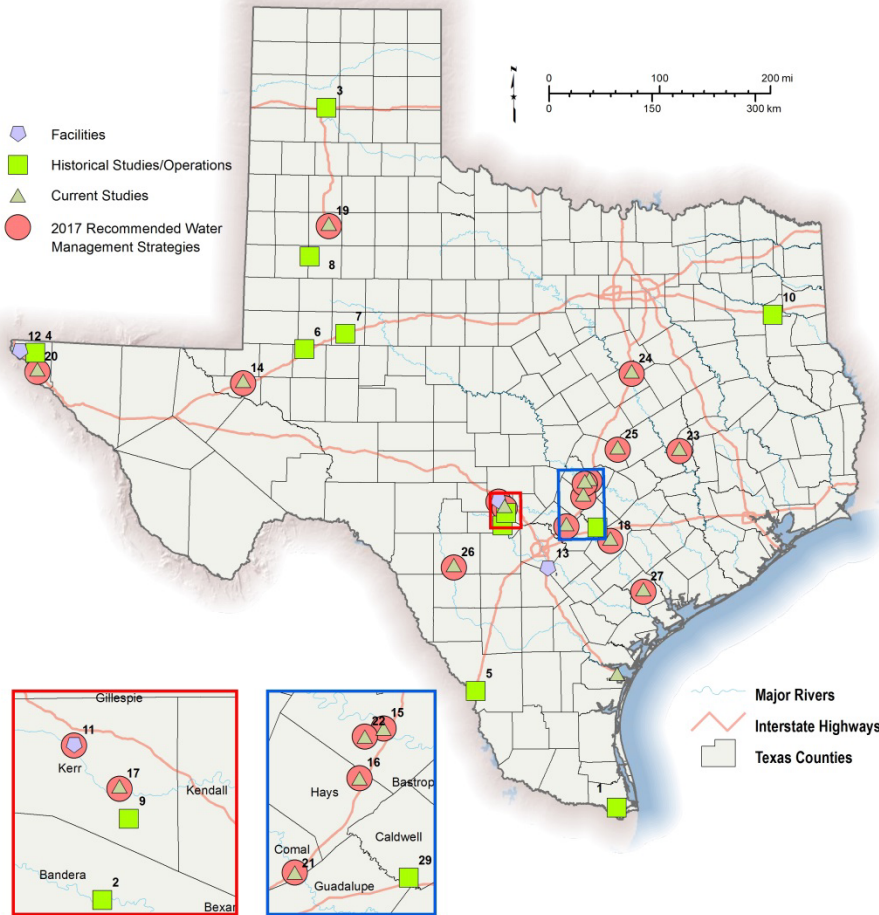 3
0 100 200 mi
0 150 300 km
Facilities
Historical Studies/Operations
Current Studies
2017 Recommended Water
Management Strategies
19
8
10
7
6
12 4
20
14
24
25
23
18
13
26
27
5
1
Major Rivers
Interstate Highways
Texas Counties
Gillespie
11
Kerr
17
Kendall
9
Bandera
2
Bexar
22 15
16
Bastrop
Hays
Caldwell
Comal
29
21
Guadalupe